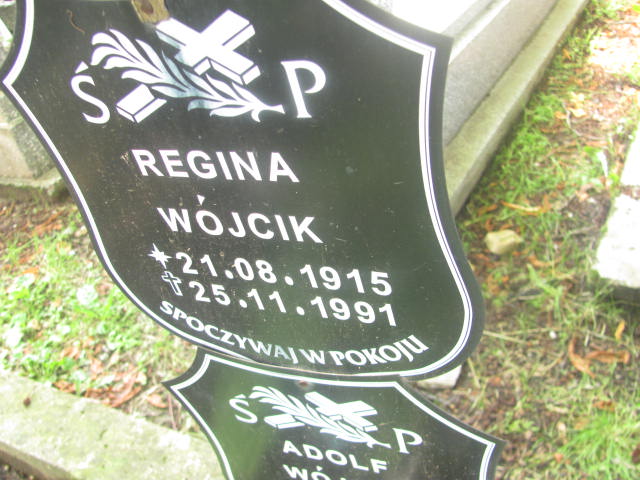 Ś P
REGINA
WÓJCIK
21.08.1915
25.11.1991
SPOCZYWAJ W POKOJU
Ś P
ADOLF